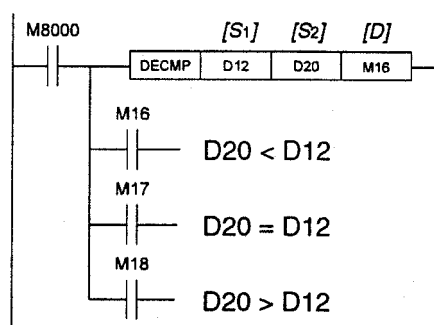 [S1] [S2] [D]
M8000
DECMP D12 D20 M16
M16
D20 < D12
M17
D20 = D12
M18
D20 > D12